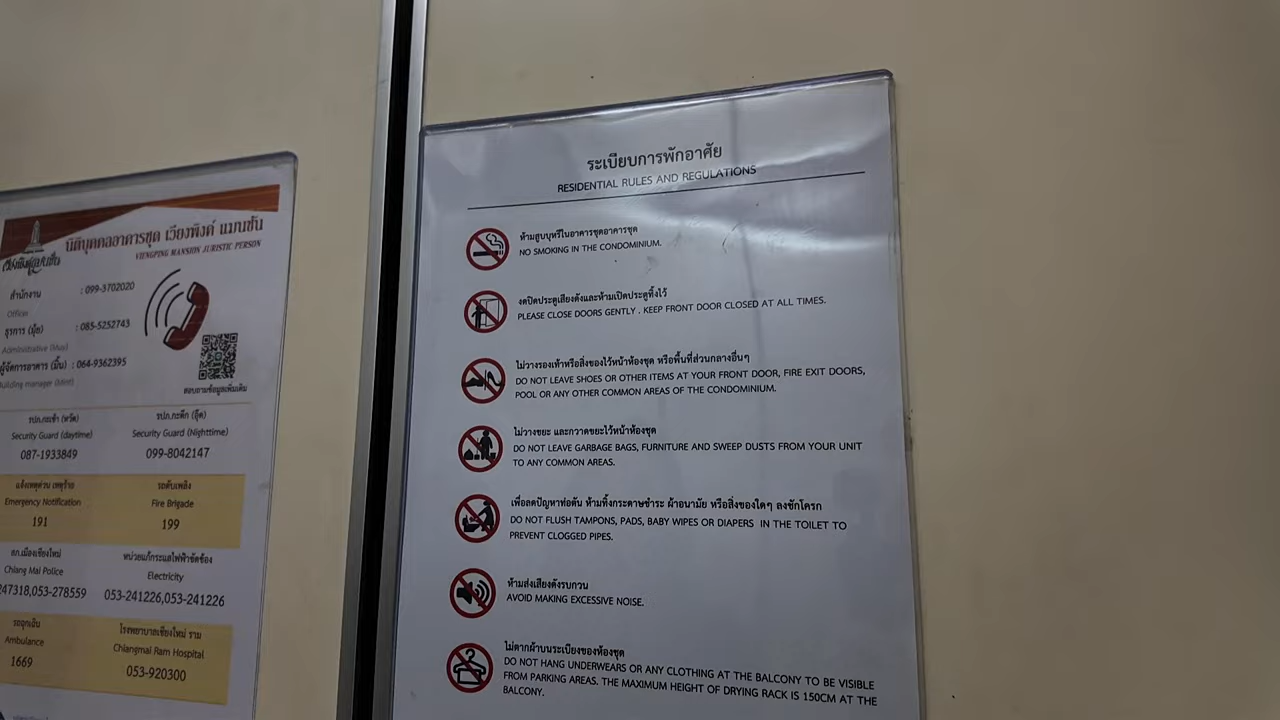 นิติบุคคลอาคารชุด เวียงพิงค์ แมนชั่น
VIENGPING MANSION JURISTIC PERSON
สำนักงาน : 099-3702020
Office
ธุรการ (มุ้ย) : 085-5252743
Administrative (Mui)
ผู้จัดการอาคาร (มิ้น) : 064-9362395
Building manager (Mint)
สอบถามข้อมูลเพิ่มเติม
Security Guard (daytime)
087-1933849
Security Guard (Nighttime)
099-8042147
แจ้งเหตุด่วน เหตุร้าย
Emergency Notification
191
รถดับเพลิง
Fire Brigade
199
สภ.เมืองเชียงใหม่
Chiang Mai Police
247318,053-278559
หน่วยแก้กระแสไฟฟ้าขัดข้อง
Electricity
053-241226,053-241226
รถฉุกเฉิน
Ambulance
1669
โรงพยาบาลเชียงใหม่ ราม
Chiangmai Ram Hospital
053-920300
ระเบียบการพักอาศัย
RESIDENTIAL RULES AND REGULATIONS
ห้ามสูบบุหรี่ในอาคารชุดอาคารชุด
NO SMOKING IN THE CONDOMINIUM.
งดปิดประตูเสียงดังและห้ามเปิดประตูทิ้งไว้
PLEASE CLOSE DOORS GENTLY . KEEP FRONT DOOR CLOSED AT ALL TIMES.
ไม่วางรองเท้าหรือสิ่งของไว้หน้าห้องชุด หรือพื้นที่ส่วนกลางอื่นๆ
DO NOT LEAVE SHOES OR OTHER ITEMS AT YOUR FRONT DOOR, FIRE EXIT DOORS,
POOL OR ANY OTHER COMMON AREAS OF THE CONDOMINIUM.
ไม่วางขยะ และกวาดขยะไว้หน้าห้องชุด
DO NOT LEAVE GARBAGE BAGS, FURNITURE AND SWEEP DUSTS FROM YOUR UNIT
TO ANY COMMON AREAS.
เพื่อลดปัญหาท่อตัน ห้ามทิ้งกระดาษชำระ ผ้าอนามัย หรือสิ่งของใดๆ ลงชักโครก
DO NOT FLUSH TAMPONS, PADS, BABY WIPES OR DIAPERS IN THE TOILET TO
PREVENT CLOGGED PIPES.
ห้ามส่งเสียงดังรบกวน
AVOID MAKING EXCESSIVE NOISE.
ไม่ตากผ้าบนระเบียงของห้องชุด
DO NOT HANG UNDERWEARS OR ANY CLOTHING AT THE BALCONY TO BE VISIBLE
FROM PARKING AREAS. THE MAXIMUM HEIGHT OF DRYING RACK IS 150CM AT THE
BALCONY.